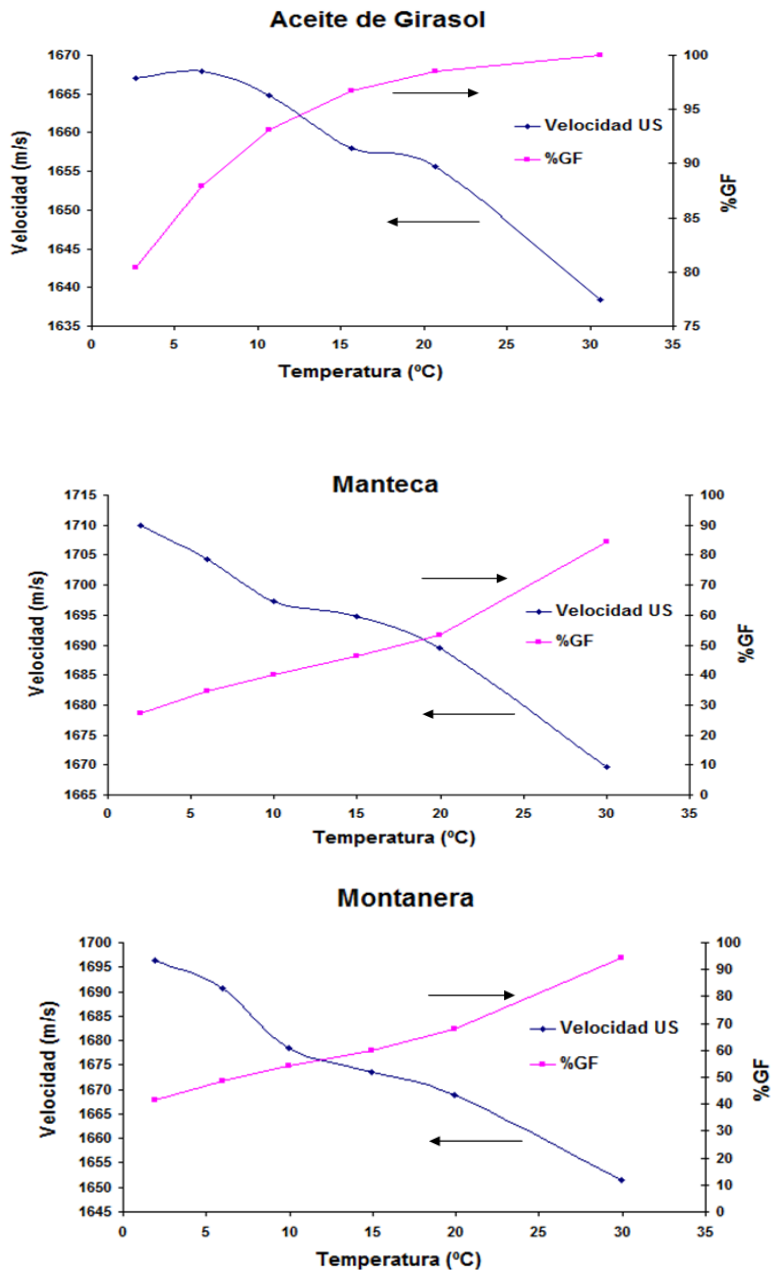 Aceite de Girasol
1670
1665
1660
1655
1650
1645
1640
1635
Velocidad (m/s)
100
95
90
85
80
75
%GF
Velocidad US
%GF
0 5 10 15 20 25 30 35
Temperatura (ºC)
Manteca
1715
1710
1705
1700
1695
1690
1685
1680
1675
1670
1665
Velocidad (m/s)
100
90
80
70
60
50
40
30
20
10
0
%GF
Velocidad US
%GF
0 5 10 15 20 25 30 35
Temperatura (ºC)
Montanera
1700
1695
1690
1685
1680
1675
1670
1665
1660
1655
1650
1645
Velocidad (m/s)
100
90
80
70
60
50
40
30
20
10
0
%GF
Velocidad US
%GF
0 5 10 15 20 25 30 35
Temperatura (ºC)